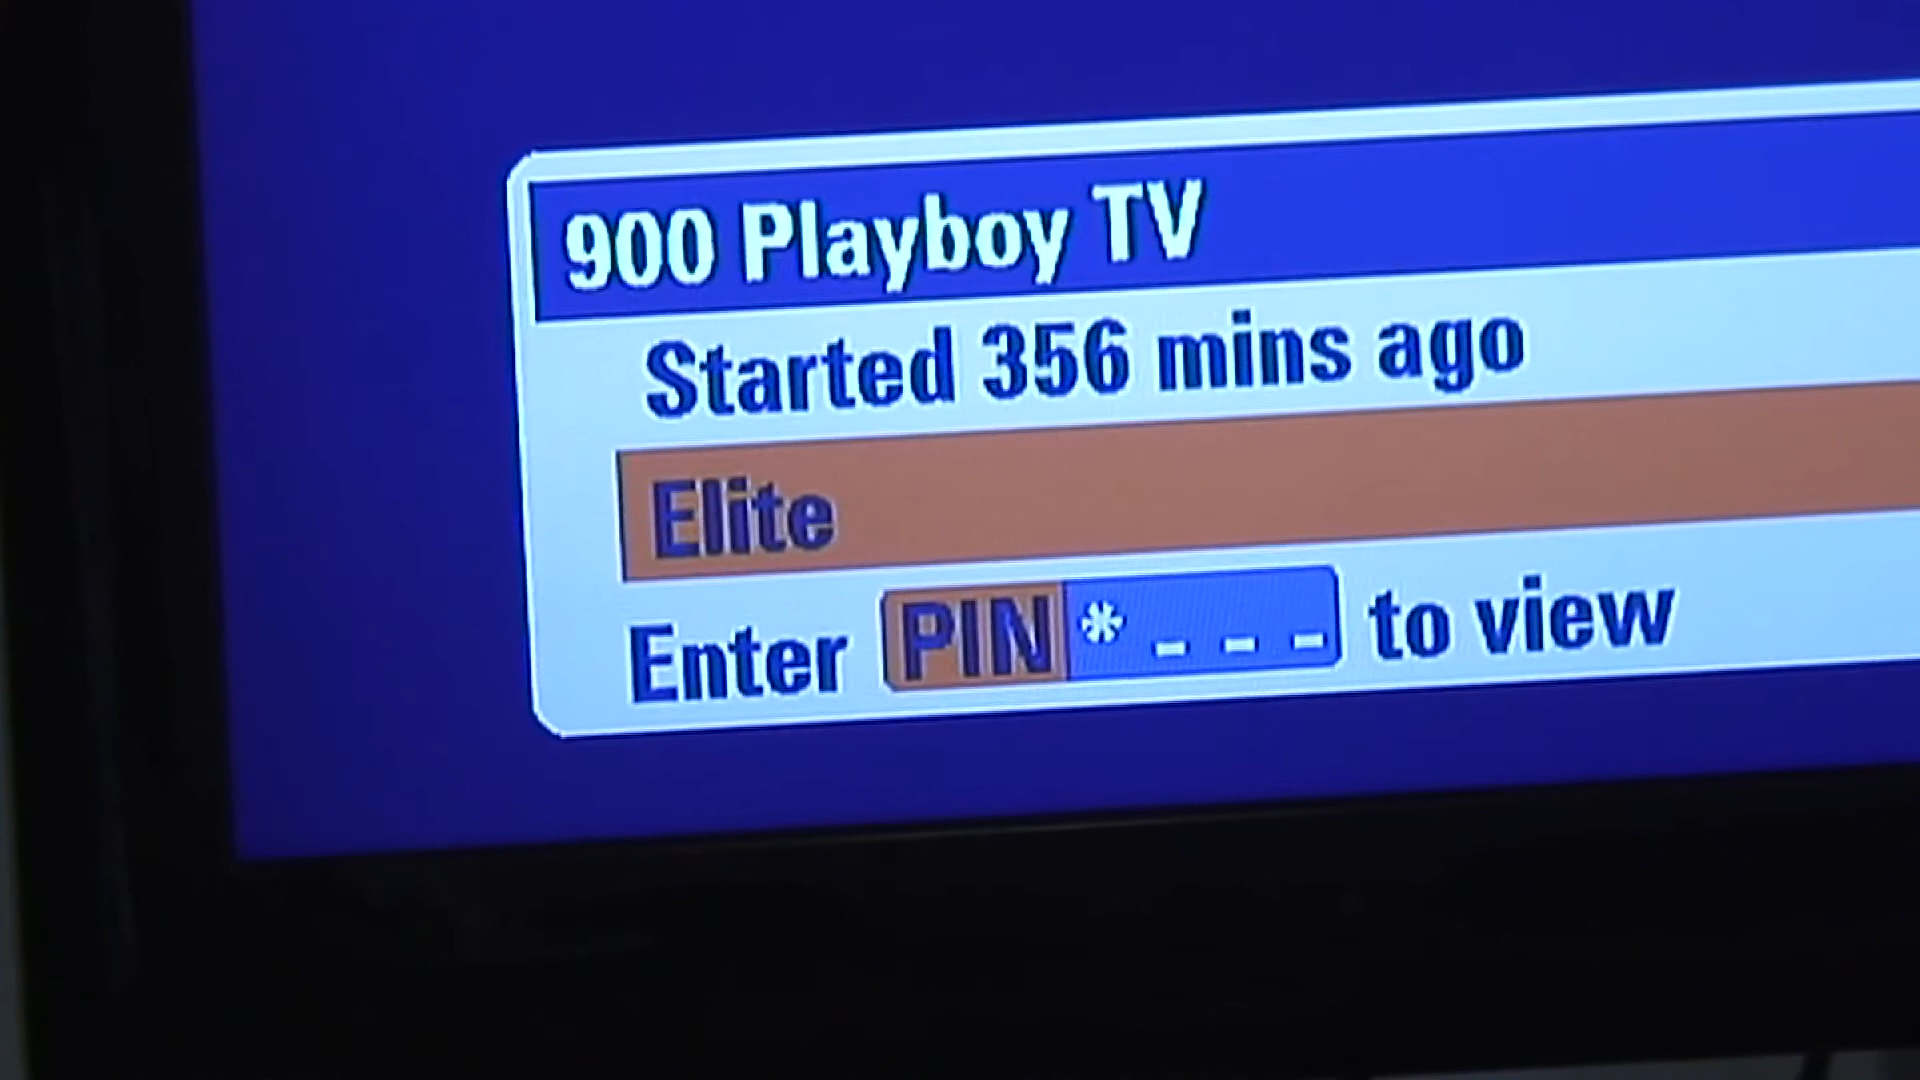 900 Playboy TV
Started 356 mins ago
Elite
Enter PIN * _ _ _ to view